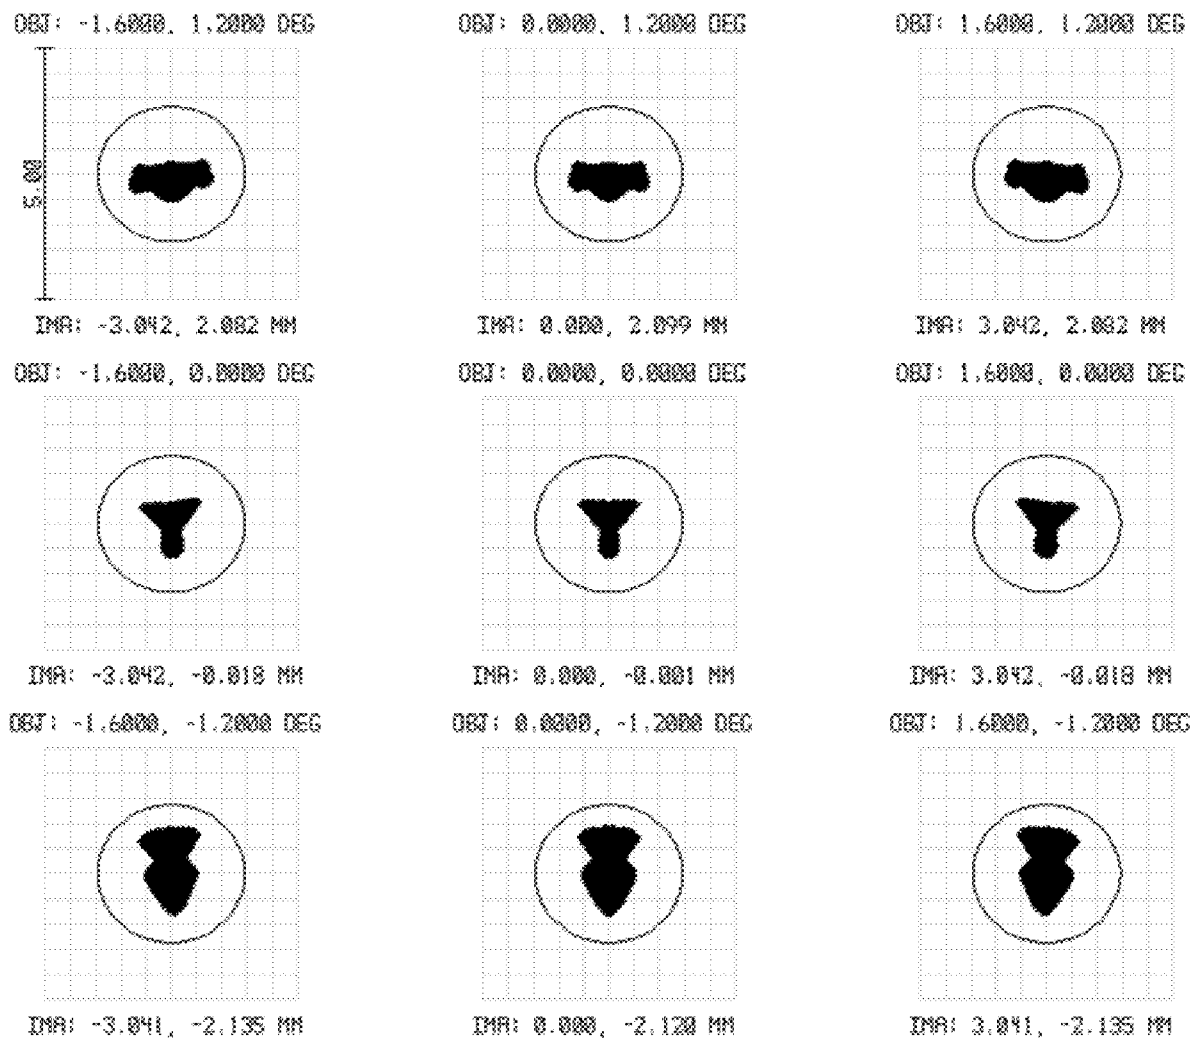 OBJ: -1.6000, 1.2000 DEG
OBJ: 0.0000, 1.2000 DEG
OBJ: 1.6000, 1.2000 DEG
5.00
IMA: -3.042, 2.082 MM
IMA: 0.000, 2.099 MM
IMA: 3.042, 2.082 MM
OBJ: -1.6000, 0.0000 DEG
OBJ: 0.0000, 0.0000 DEG
OBJ: 1.6000, 0.0000 DEG
IMA: -3.042, -0.018 MM
IMA: 0.000, -0.001 MM
IMA: 3.042, -0.018 MM
OBJ: -1.6000, -1.2000 DEG
OBJ: 0.0000, -1.2000 DEG
OBJ: 1.6000, -1.2000 DEG
IMA: -3.041, -2.135 MM
IMA: 0.000, -2.120 MM
IMA: 3.041, -2.135 MM